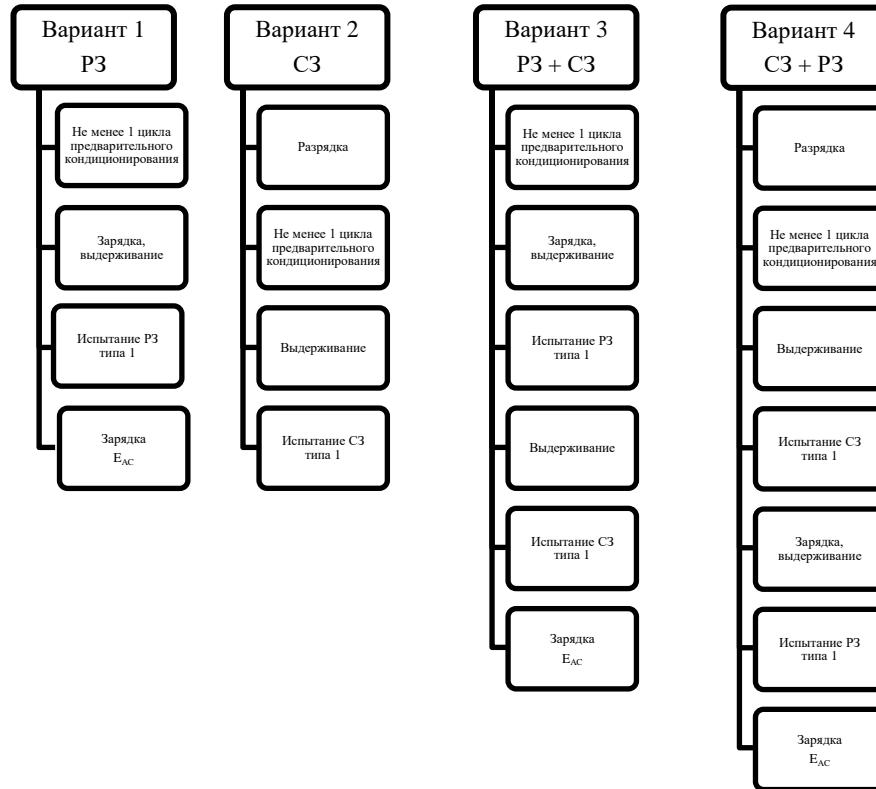 Вариант 1
РЗ
Не менее 1 цикла
предварительного
кондиционирования
Зарядка,
выдерживание
Испытание РЗ
типа 1
Зарядка
EAC
Вариант 2
СЗ
Разрядка
Не менее 1 цикла
предварительного
кондиционирования
Выдерживание
Испытание СЗ
типа 1
Вариант 3
РЗ + СЗ
Не менее 1 цикла
предварительного
кондиционирования
Зарядка,
выдерживание
Испытание РЗ
типа 1
Выдерживание
Испытание СЗ
типа 1
Зарядка
EAC
Вариант 4
СЗ + РЗ
Разрядка
Не менее 1 цикла
предварительного
кондиционирования
Выдерживание
Испытание СЗ
типа 1
Зарядка,
выдерживание
Испытание РЗ
типа 1
Зарядка
EAC